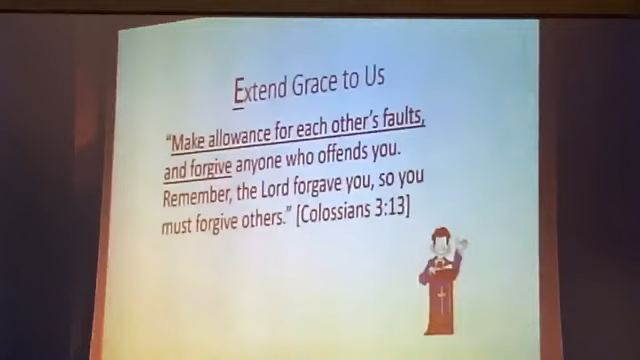 Extend Grace to Us
“Make allowance for each other’s faults,
and forgive anyone who offends you.
Remember, the Lord forgave you, so you
must forgive others.” [Colossians 3:13]